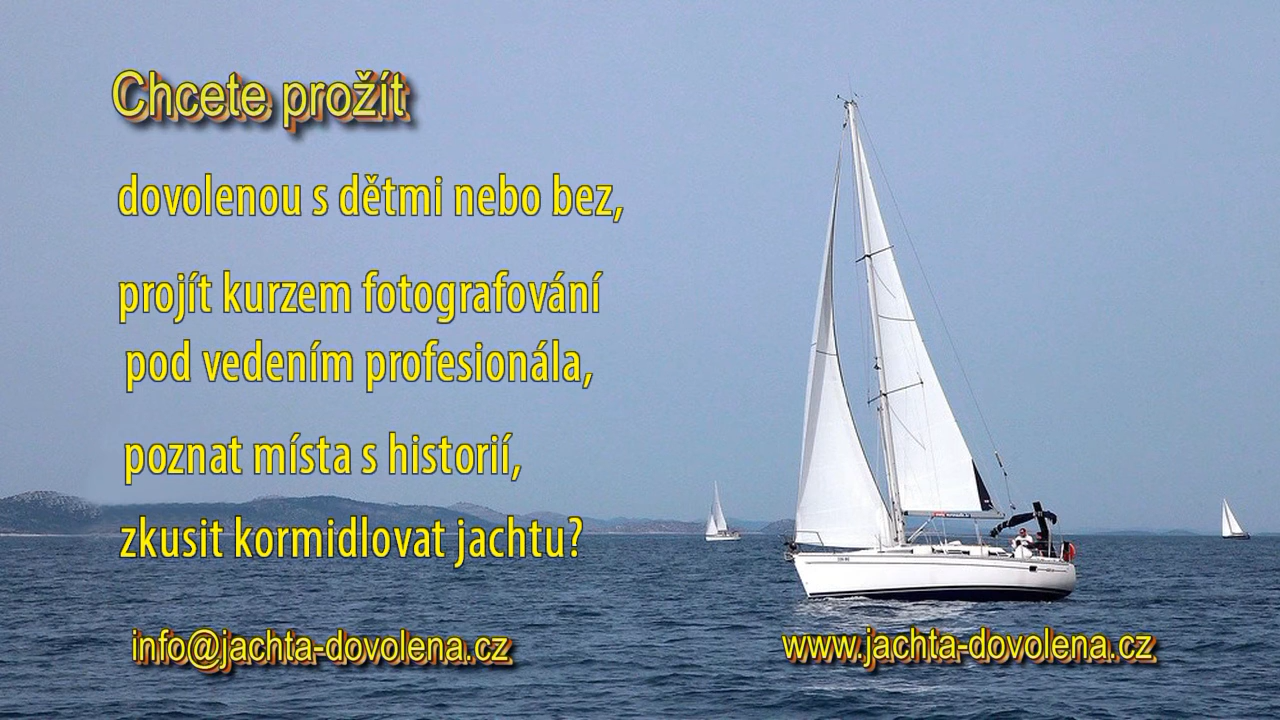 Chcete prožít
dovolenou s dětmi nebo bez,
projít kurzem fotografování
pod vedením profesionála,
poznat místa s historií,
zkusit kormidlovat jachtu?
info@jachta-dovolena.cz
www.jachta-dovolena.cz